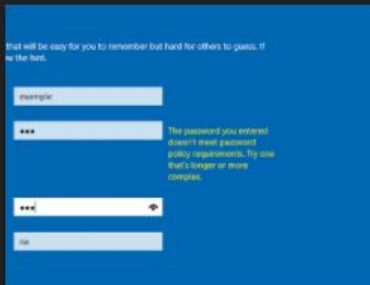 that will be easy for you to remember but hard for others to guess. If
w the hint.
example
The password you entered
doesn't meet password
policy requirements. Try one
that's longer or more
complex.
na